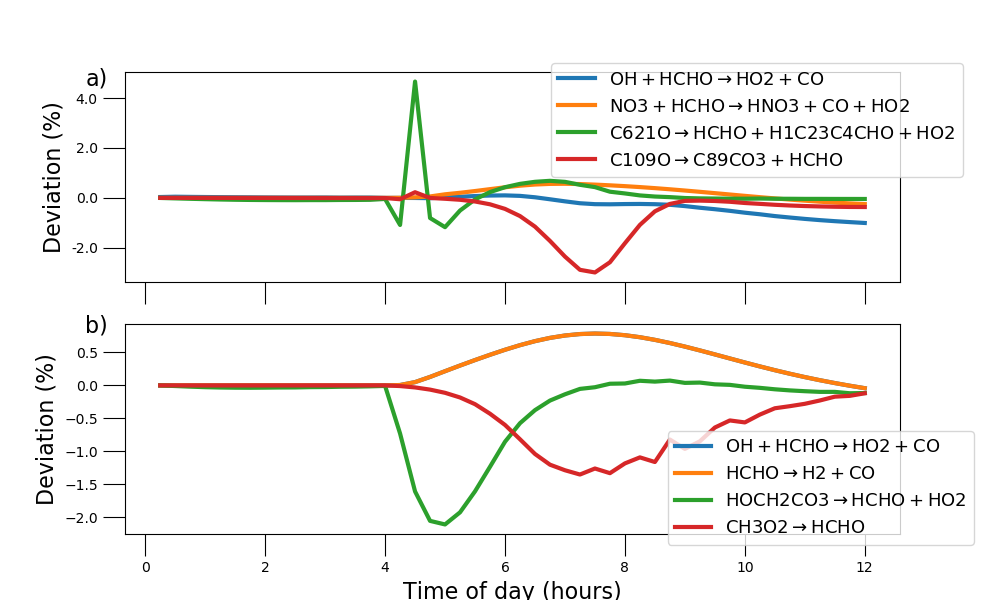 a)
Deviation (%)
4.0
2.0
0.0
-2.0
OH + HCHO → HO2 + CO
NO3 + HCHO → HNO3 + CO + HO2
C621O → HCHO + H1C23C4CHO + HO2
C109O → C89CO3 + HCHO
b)
Deviation (%)
0.5
0.0
−0.5
−1.0
−1.5
−2.0
OH + HCHO → HO2 + CO
HCHO → H2 + CO
HOCH2CO3 → HCHO + HO2
CH3O2 → HCHO
0 2 4 6 8 10 12
Time of day (hours)